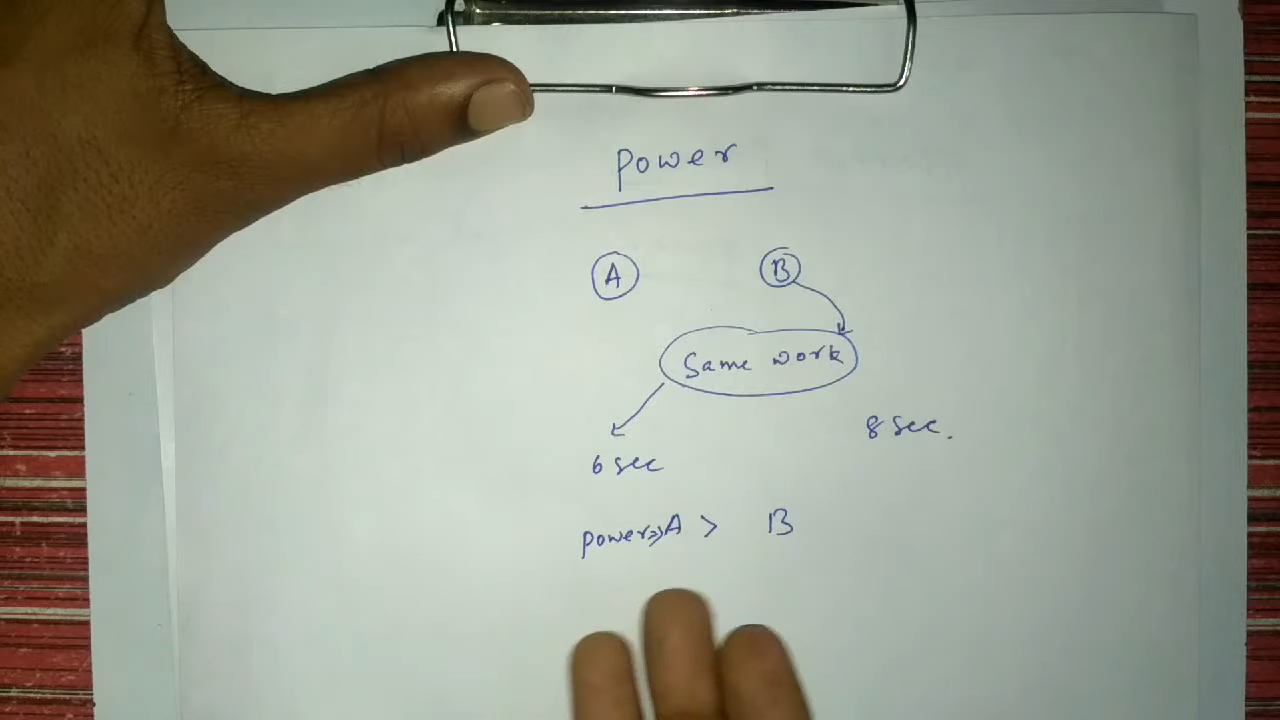 Power
A B
Same work
8 sec.
6 sec
power⇒A > B